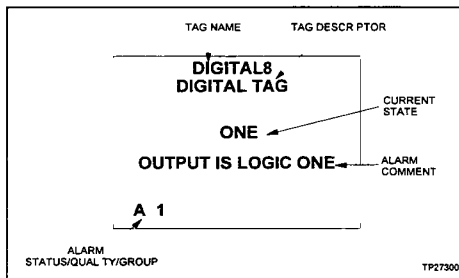 TAG NAME
TAG DESCR PTOR
DIGITAL8
DIGITAL TAG
CURRENT
STATE
ONE
OUTPUT IS LOGIC ONE
ALARM
COMMENT
A 1
ALARM
STATUS/QUAL TY/GROUP
TP27300